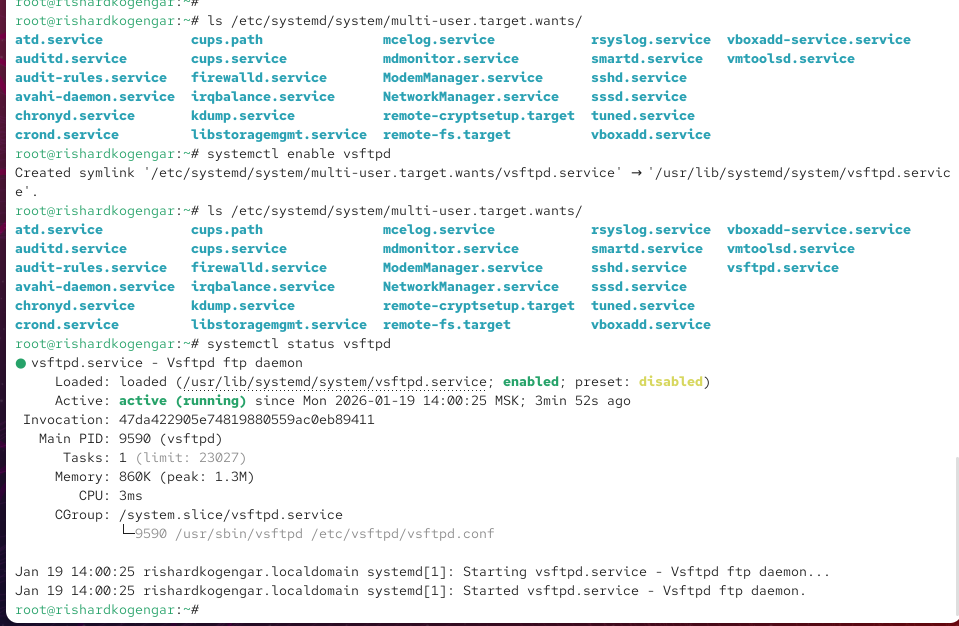 root@rishardkogengar:~#
root@rishardkogengar:~# ls /etc/systemd/system/multi-user.target.wants/
atd.service cups.path mcelog.service rsyslog.service vboxadd-service.service
auditd.service cups.service mdmonitor.service smartd.service vmtoolsd.service
audit-rules.service firewalld.service ModemManager.service sshd.service
avahi-daemon.service irqbalance.service NetworkManager.service sssd.service
chronyd.service kdump.service remote-cryptsetup.target tuned.service
crond.service libstoragemgmt.service remote-fs.target vboxadd.service
root@rishardkogengar:~# systemctl enable vsftpd
Created symlink '/etc/systemd/system/multi-user.target.wants/vsftpd.service' → '/usr/lib/systemd/system/vsftpd.servic
e'.
root@rishardkogengar:~# ls /etc/systemd/system/multi-user.target.wants/
atd.service cups.path mcelog.service rsyslog.service vboxadd-service.service
auditd.service cups.service mdmonitor.service smartd.service vmtoolsd.service
audit-rules.service firewalld.service ModemManager.service sshd.service vsftpd.service
avahi-daemon.service irqbalance.service NetworkManager.service sssd.service
chronyd.service kdump.service remote-cryptsetup.target tuned.service
crond.service libstoragemgmt.service remote-fs.target vboxadd.service
root@rishardkogengar:~# systemctl status vsftpd
● vsftpd.service - Vsftpd ftp daemon
Loaded: loaded (/usr/lib/systemd/system/vsftpd.service; enabled; preset: disabled)
Active: active (running) since Mon 2026-01-19 14:00:25 MSK; 3min 52s ago
Invocation: 47da422905e74819880559ac0eb89411
Main PID: 9590 (vsftpd)
Tasks: 1 (limit: 23027)
Memory: 860K (peak: 1.3M)
CPU: 3ms
CGroup: /system.slice/vsftpd.service
└─9590 /usr/sbin/vsftpd /etc/vsftpd/vsftpd.conf
Jan 19 14:00:25 rishardkogengar.localdomain systemd[1]: Starting vsftpd.service - Vsftpd ftp daemon...
Jan 19 14:00:25 rishardkogengar.localdomain systemd[1]: Started vsftpd.service - Vsftpd ftp daemon.
root@rishardkogengar:~#